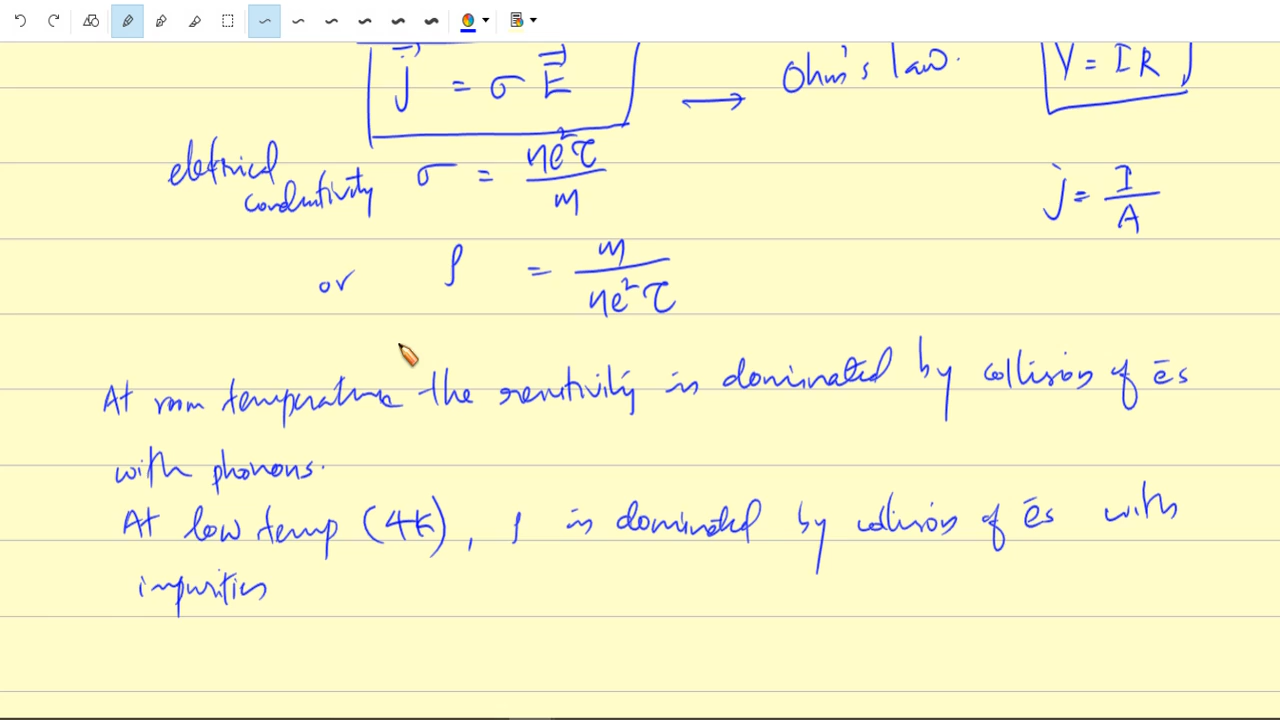 j⃗ = σ E⃗ ⟷ Ohm's law. V = IR
electrical conductivity σ = ne²τ / m
j = I / A
or ρ = m / ne²τ
At room temperature the resistivity is dominated by collision of ēs
with phonons.
At low temp (4K), ρ is dominated by collision of ēs with
impurities